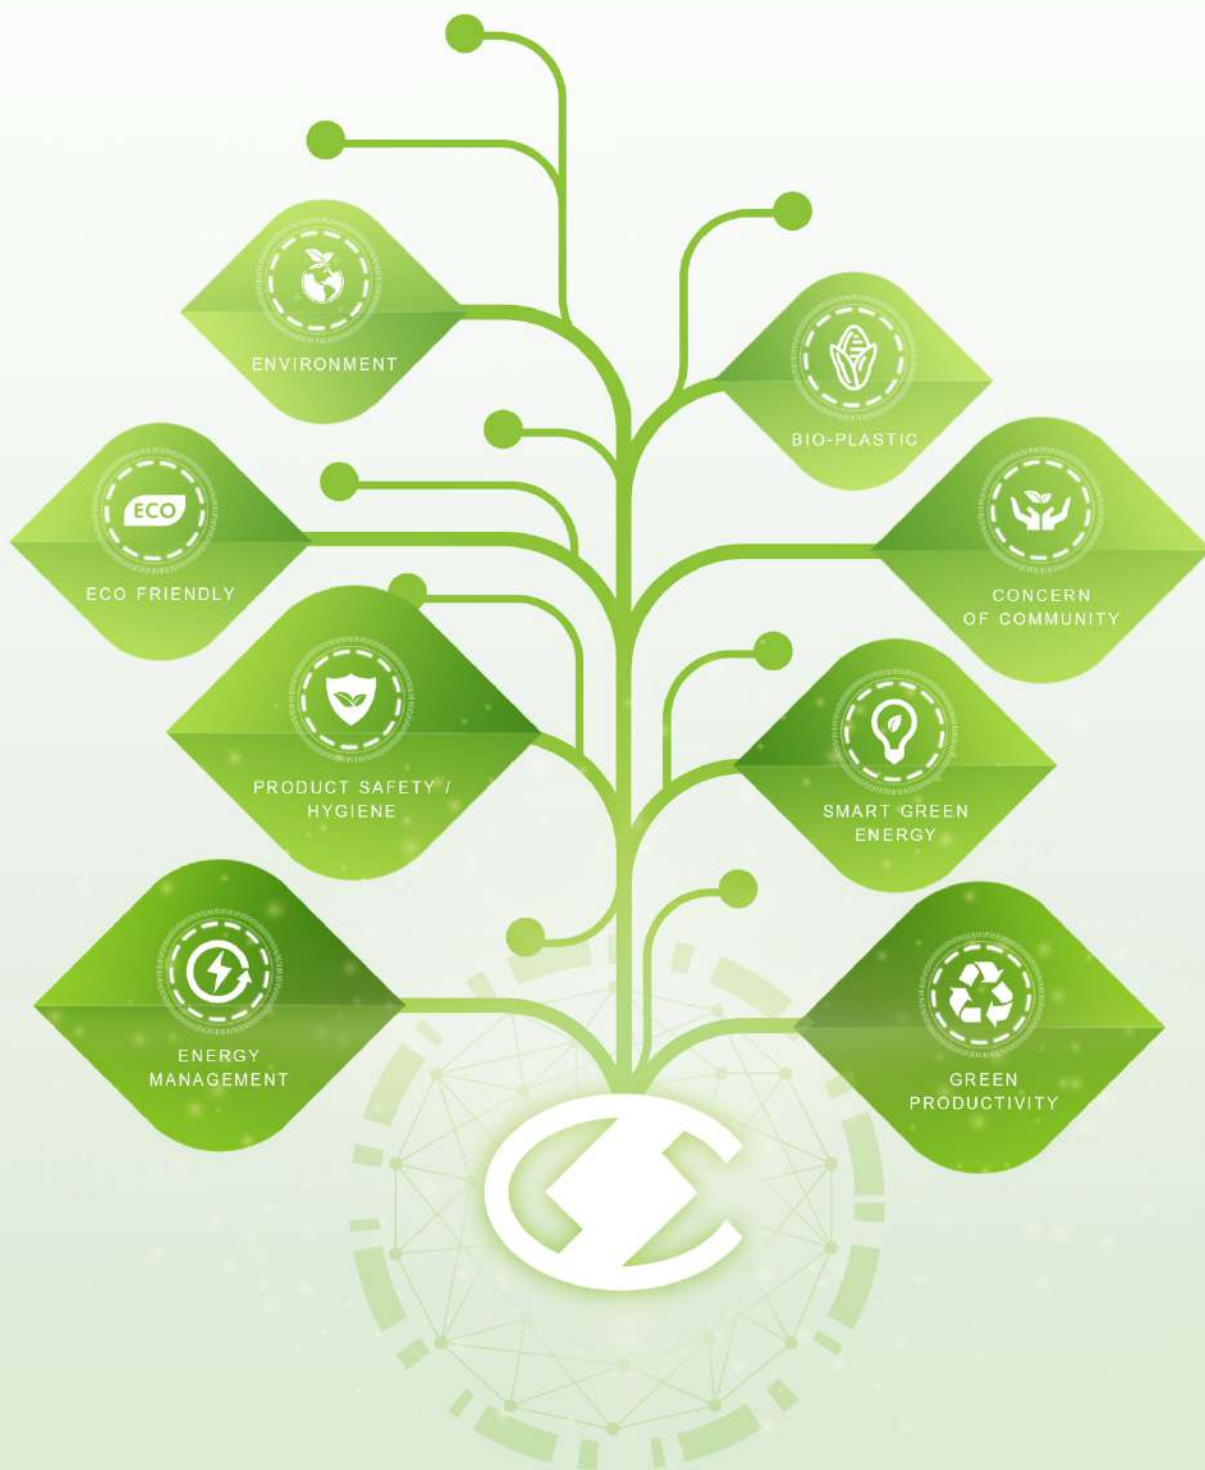 ENVIRONMENT
BIO-PLASTIC
ECO
ECO FRIENDLY
CONCERN
OF COMMUNITY
PRODUCT SAFETY /
HYGIENE
SMART GREEN
ENERGY
ENERGY
MANAGEMENT
GREEN
PRODUCTIVITY